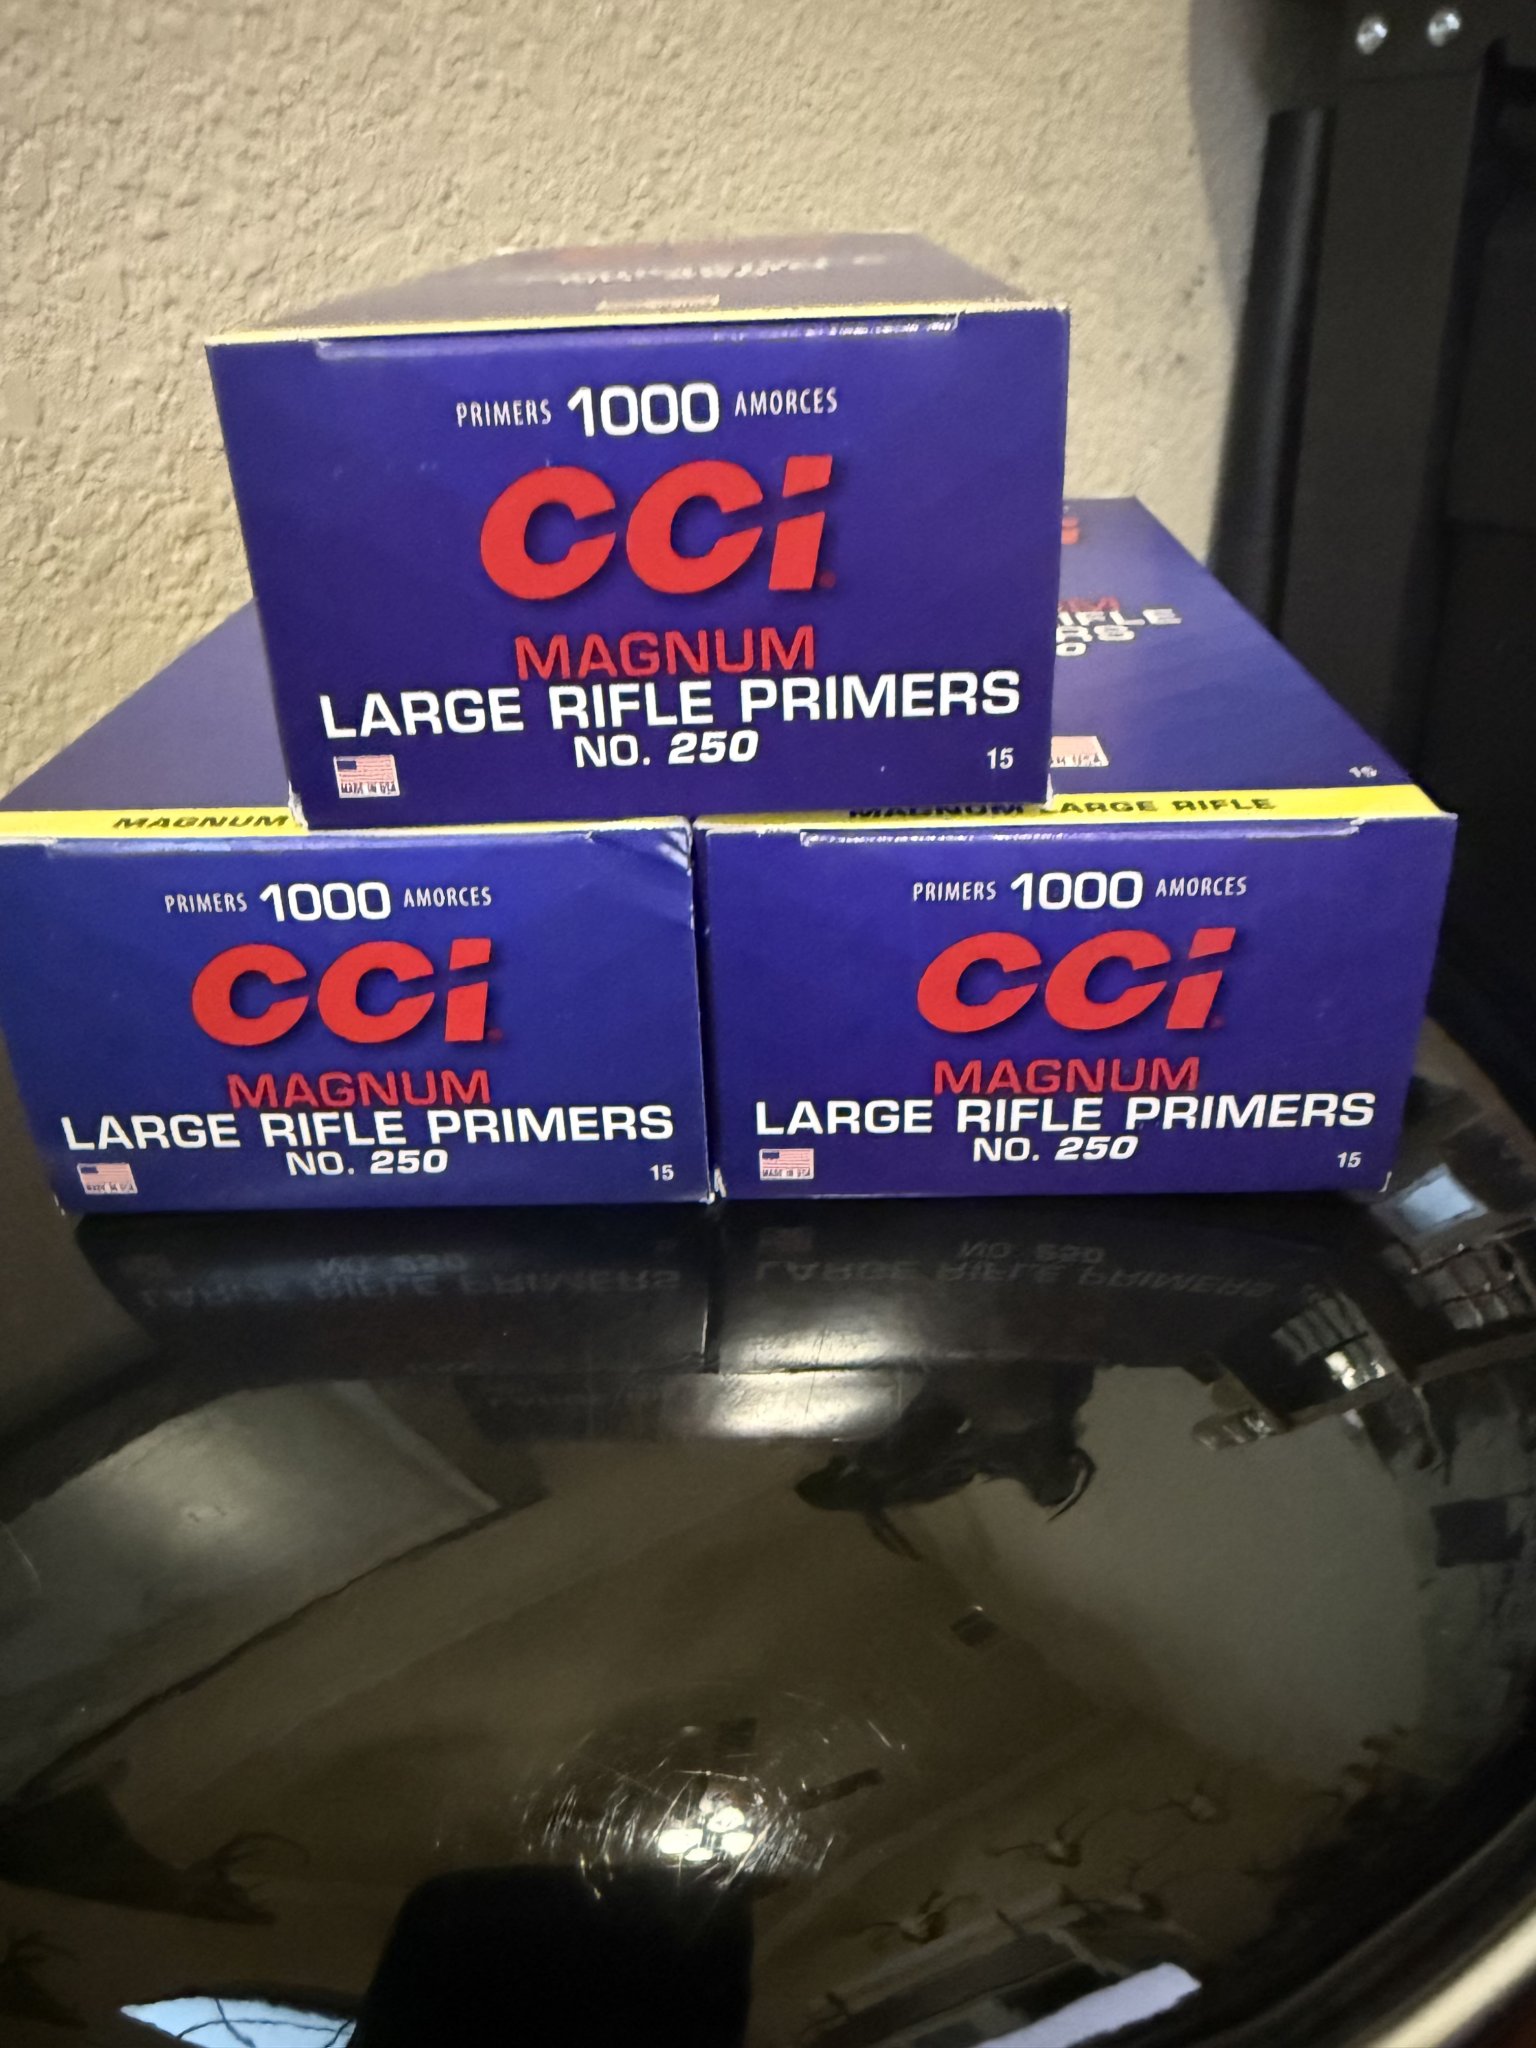 PRIMERS 1000 AMORCES
CCI
MAGNUM
LARGE RIFLE PRIMERS
NO. 250
15
MAGNUM
PRIMERS 1000 AMORCES
CCI
MAGNUM
LARGE RIFLE PRIMERS
NO. 250
15
15
MAGNUM LARGE RIFLE
PRIMERS 1000 AMORCES
CCI
MAGNUM
LARGE RIFLE PRIMERS
NO. 250
15